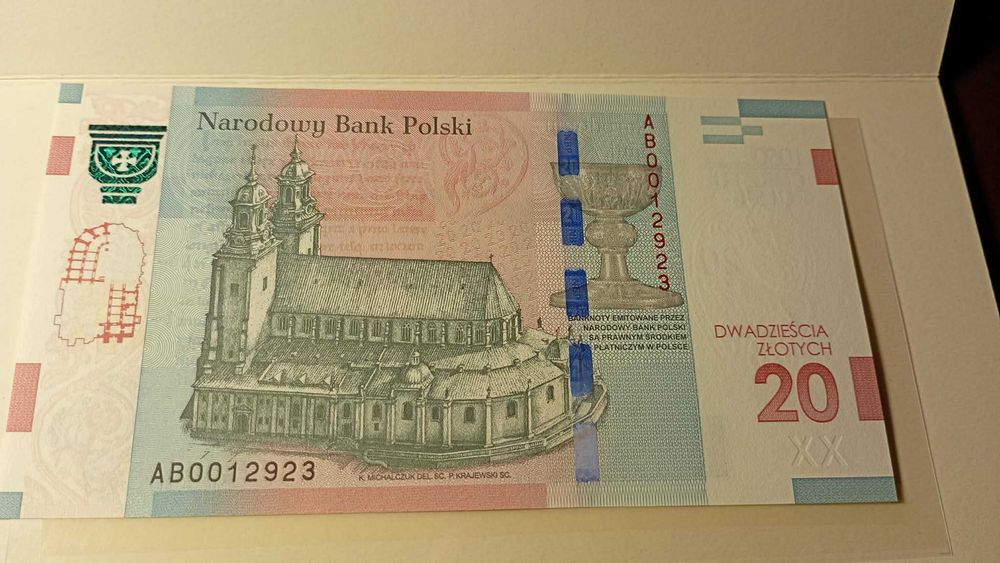 Narodowy Bank Polski
AB0012923
BANKNOTY EMITOWANE PRZEZ
NARODOWY BANK POLSKI
SĄ PRAWNYM ŚRODKIEM
PŁATNICZYM W POLSCE
DWADZIEŚCIA
ZŁOTYCH
20
XX
AB0012923
K. MICHALCZUK DEL. SC. P. KRAJEWSKI SC.